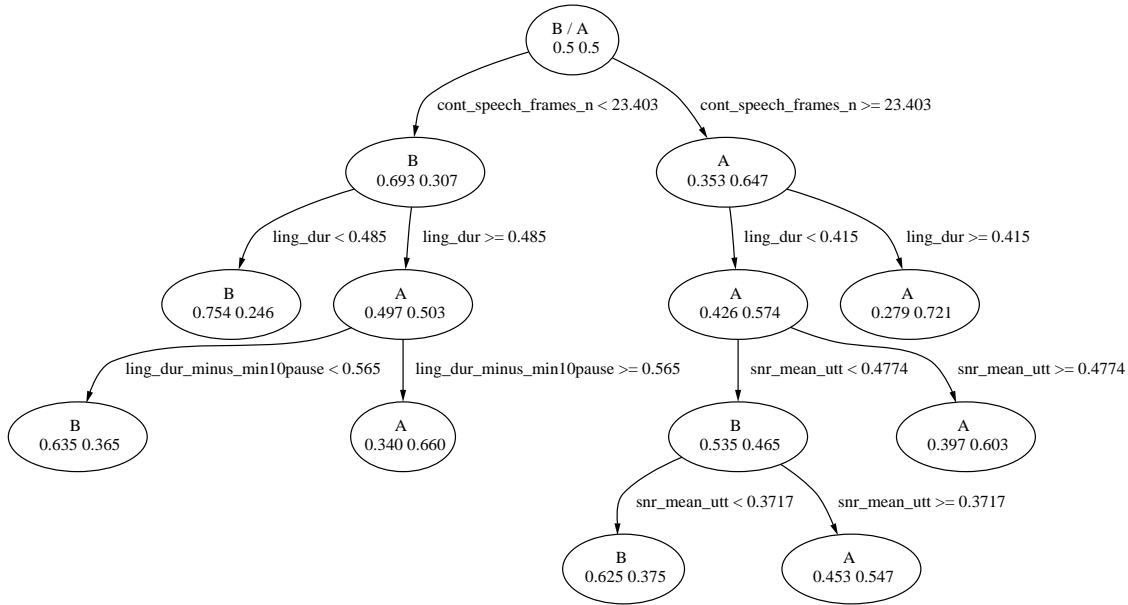 B / A
0.5 0.5
cont_speech_frames_n < 23.403
cont_speech_frames_n >= 23.403
B
0.693 0.307
A
0.353 0.647
ling_dur < 0.485
ling_dur >= 0.485
ling_dur < 0.415
ling_dur >= 0.415
B
0.754 0.246
A
0.497 0.503
A
0.426 0.574
A
0.279 0.721
ling_dur_minus_min10pause < 0.565
ling_dur_minus_min10pause >= 0.565
snr_mean_utt < 0.4774
snr_mean_utt >= 0.4774
B
0.635 0.365
A
0.340 0.660
B
0.535 0.465
A
0.397 0.603
snr_mean_utt < 0.3717
snr_mean_utt >= 0.3717
B
0.625 0.375
A
0.453 0.547